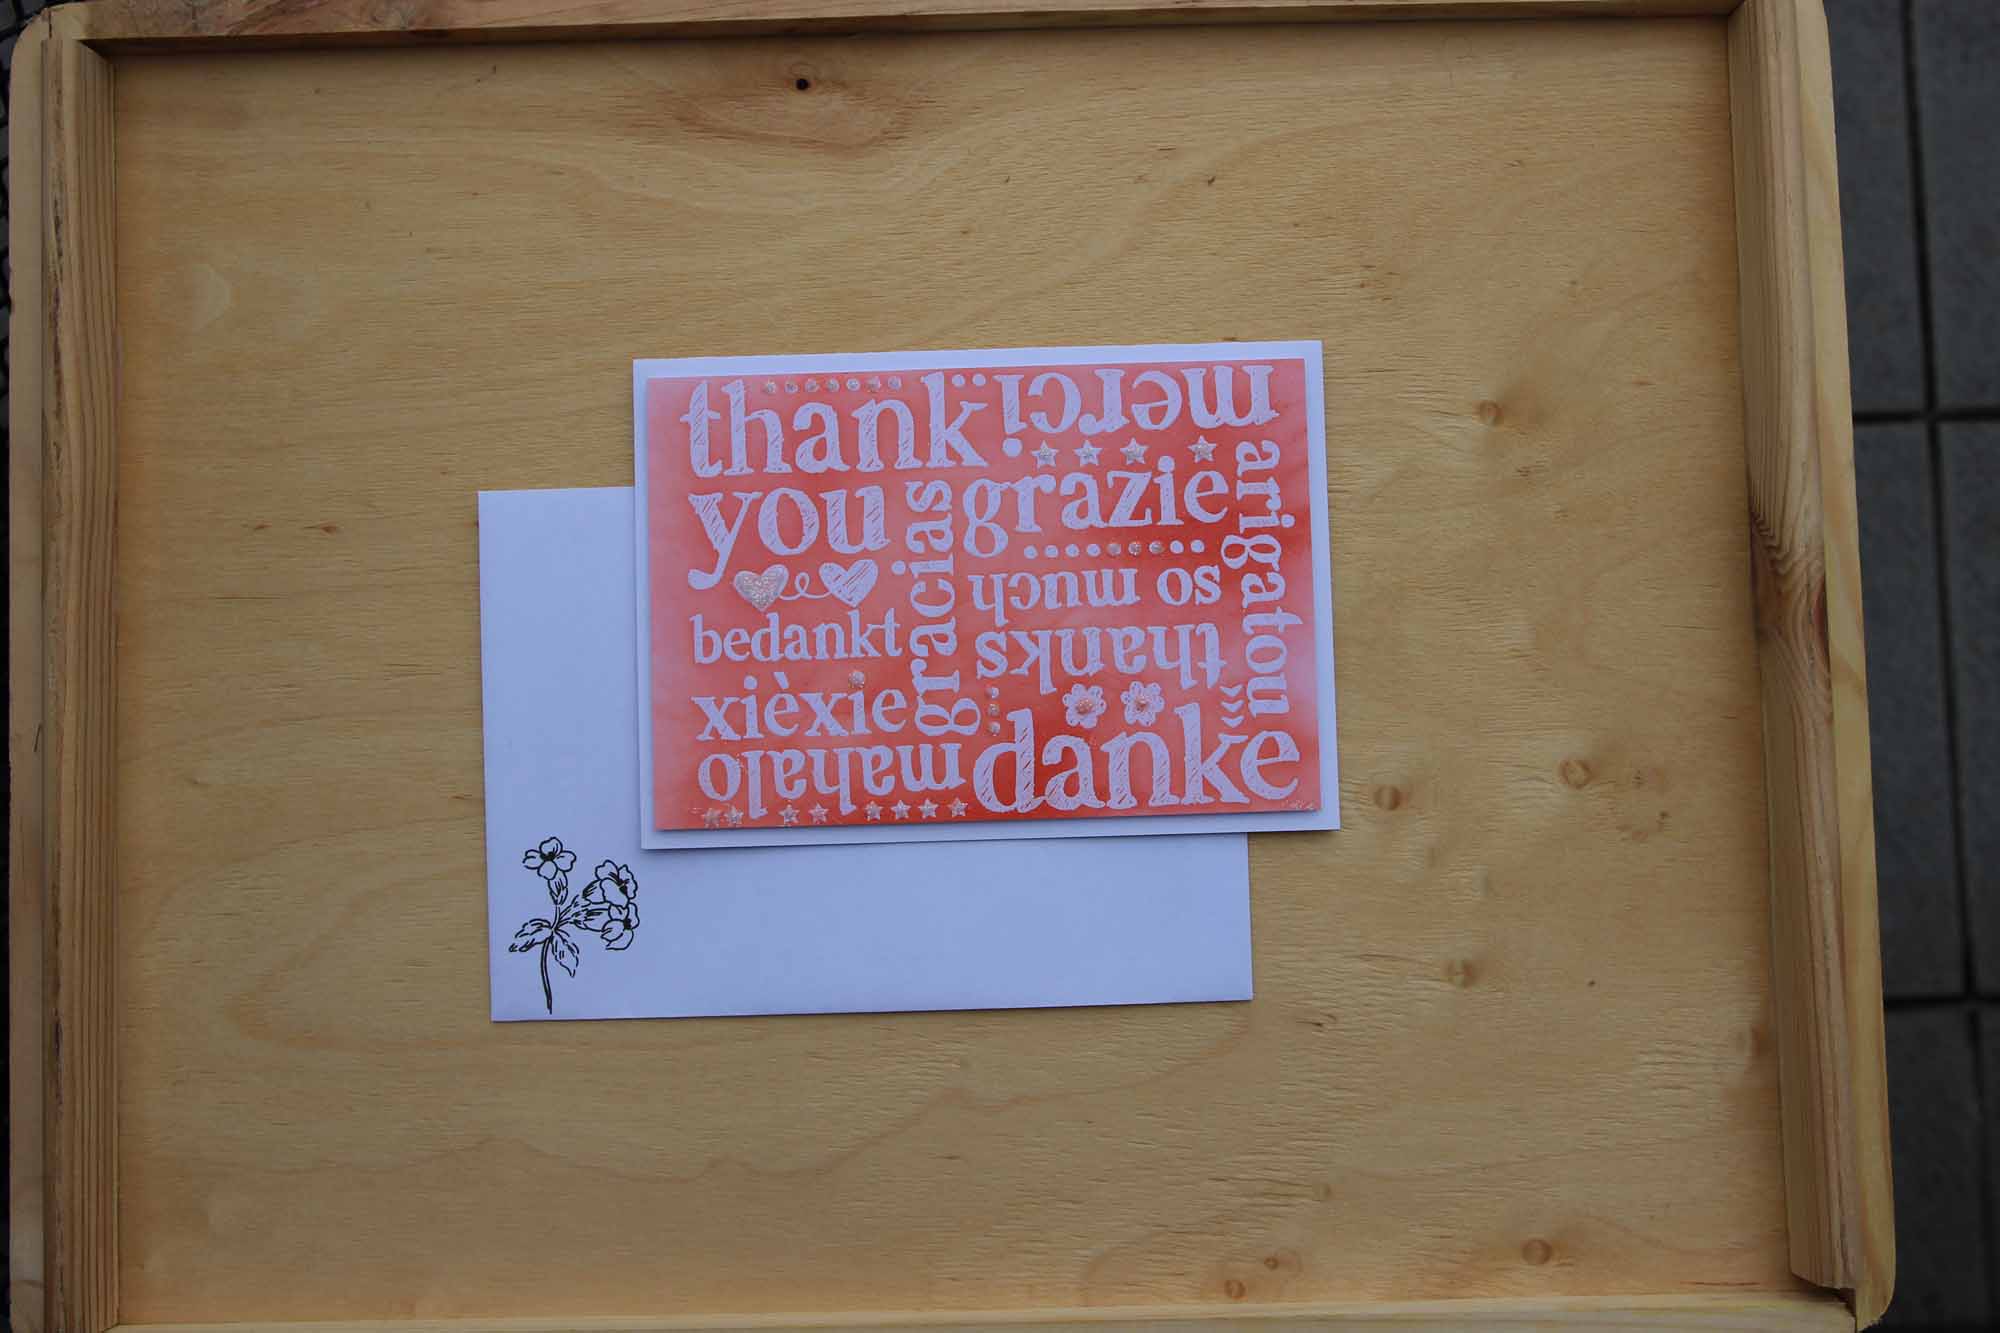 thank
you
merci
grazie
arigatou
gracias
so much
thanks
bedankt
xièxie
mahalo
danke